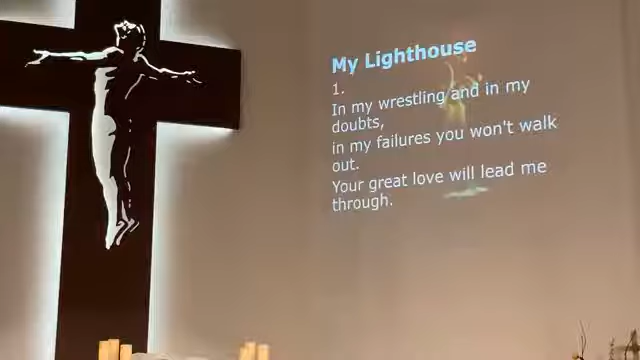 My Lighthouse
1.
In my wrestling and in my
doubts,
in my failures you won't walk
out.
Your great love will lead me
through.